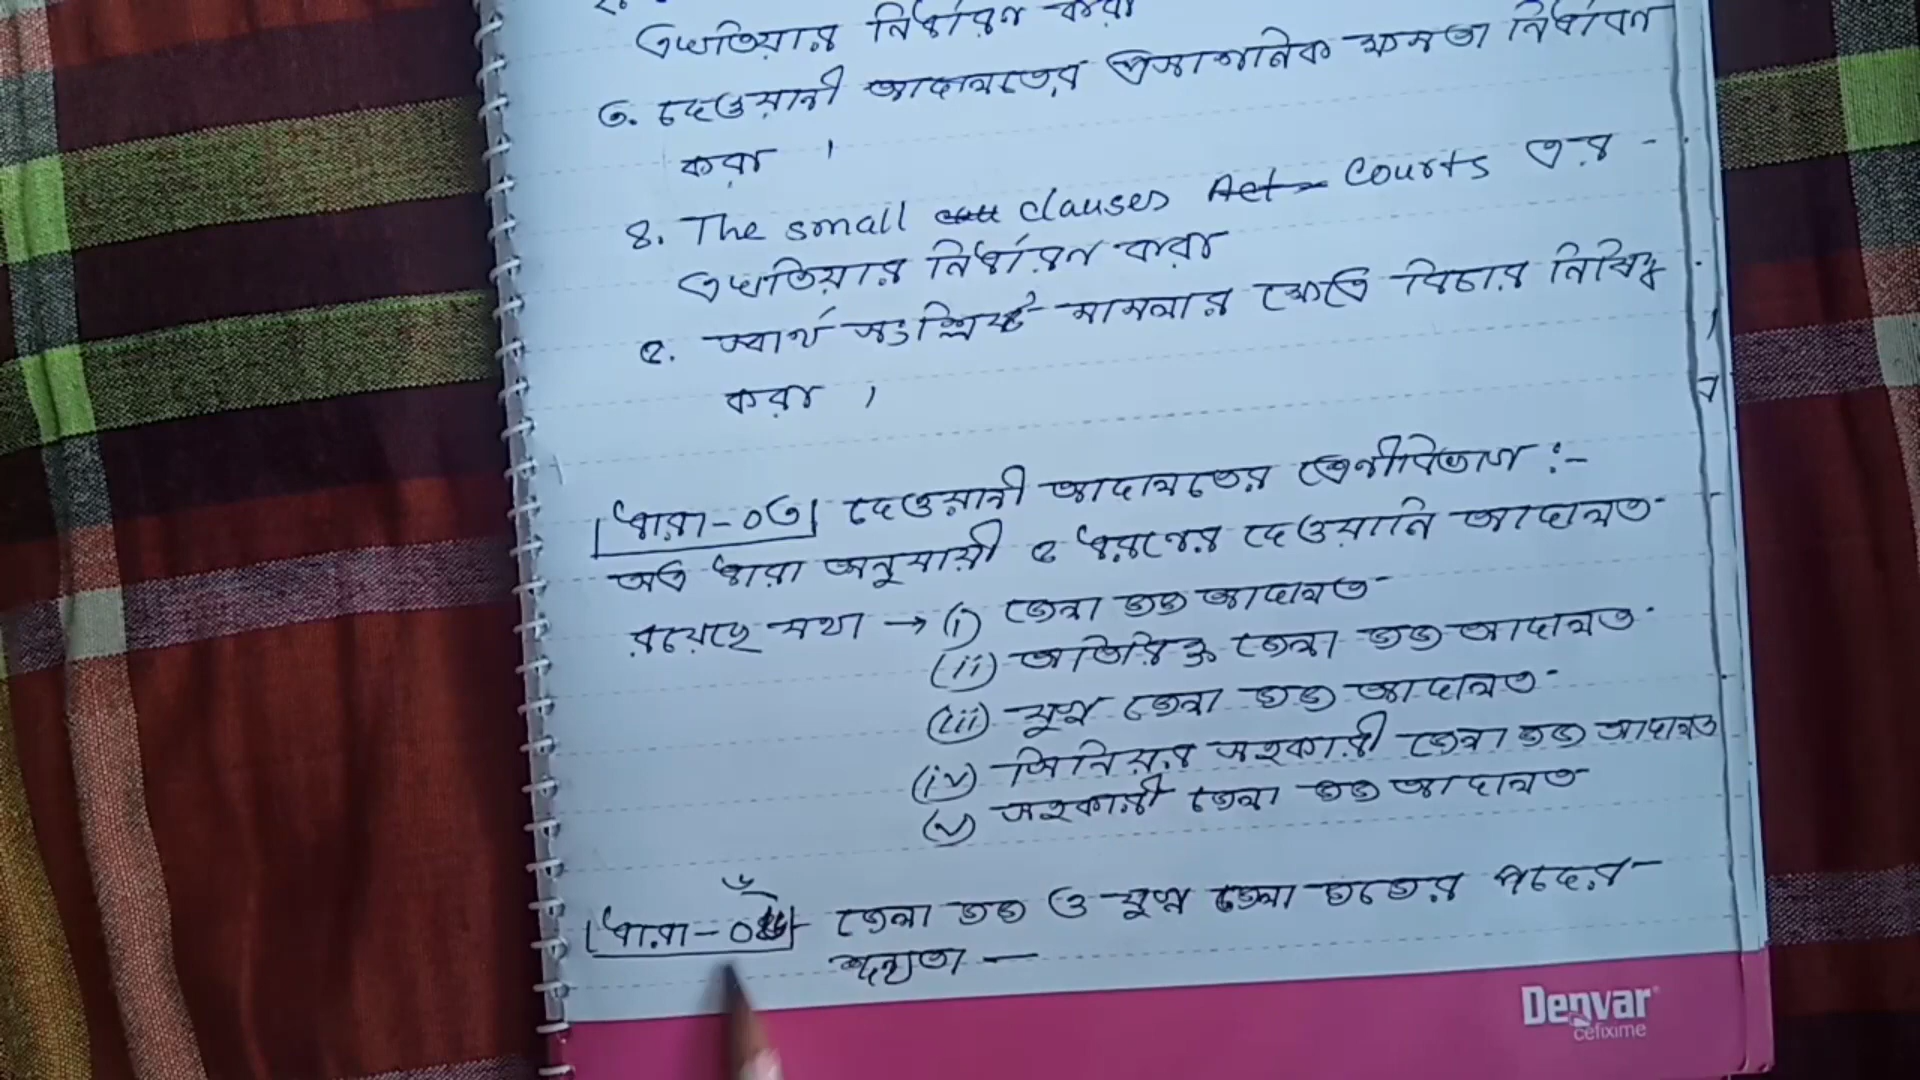 এখতিয়ার নির্ধারণ করা
৩. দেওয়ানী আদালতের প্রশাসনিক ক্ষমতা নির্ধারণ
করা ।
৪. The small clauses Act Courts এর -
এখতিয়ার নির্ধারণ করা
৫. স্বার্থ সংশ্লিষ্ট মামলার ক্ষেত্রে বিচার নিষিদ্ধ
করা ।
ধারা-০৩ দেওয়ানী আদালতের শ্রেনীবিভাগ :-
অত্র ধারা অনুযায়ী ৫ ধরনের দেওয়ানি আদালত
রয়েছে যথা → (i) জেলা জজ আদালত
(ii) অতিরিক্ত জেলা জজ আদালত
(iii) যুগ্ম জেলা জজ আদালত
(iv) সিনিয়র সহকারী জেলা জজ আদালত
(v) সহকারী জেলা জজ আদালত
ধারা-০৬ জেলা জজ ও যুগ্ম জেলা জজের পদের
শূন্যতা —
Denvar
cefixime